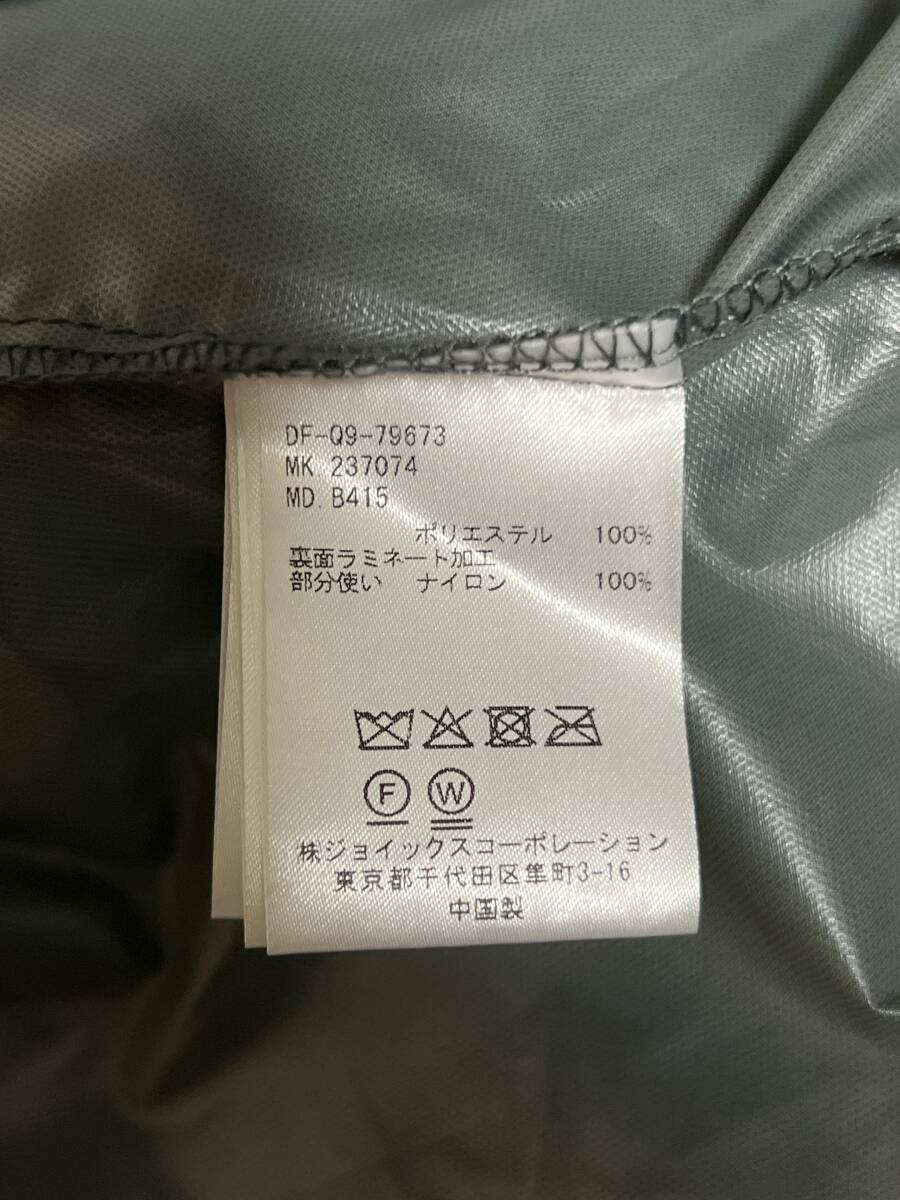 DF-Q9-79673
MK 237074
MD. B415
ポリエステル 100%
裏面ラミネート加工
部分使い ナイロン 100%
F W
株ジョイックスコーポレーション
東京都千代田区隼町3-16
中国製